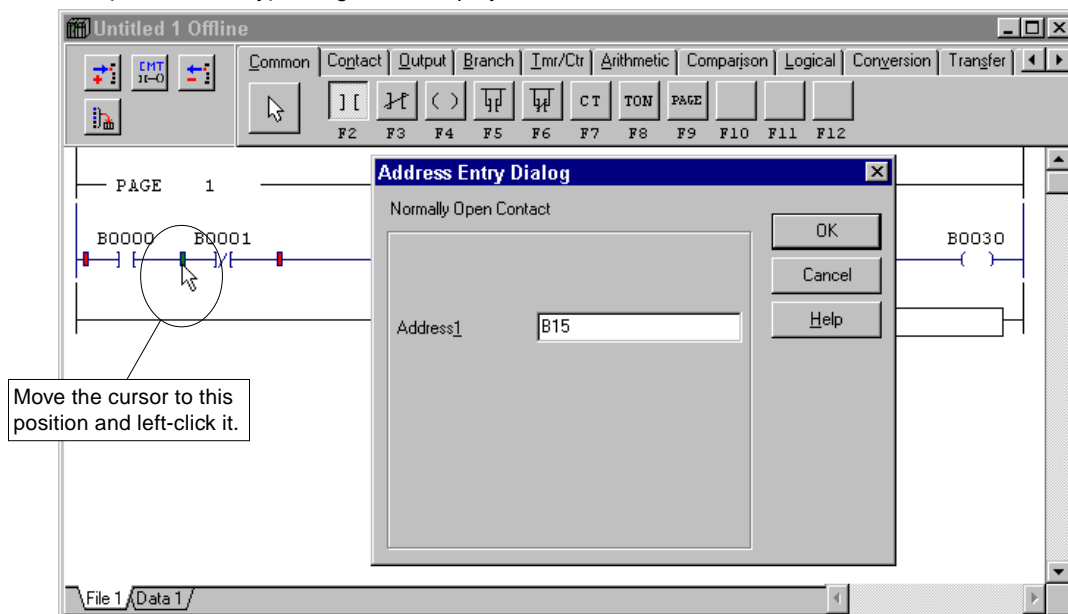 Untitled 1 Offline
CMT
Common Contact Output Branch Tmr/Ctr Arithmetic Comparison Logical Conversion Transfer
CT TON PAGE
F2 F3 F4 F5 F6 F7 F8 F9 F10 F11 F12
PAGE 1
Address Entry Dialog
Normally Open Contact
OK
B0000 B0001
B0030
Cancel
Address1 B15
Help
Move the cursor to this
position and left-click it.
File 1 Data 1